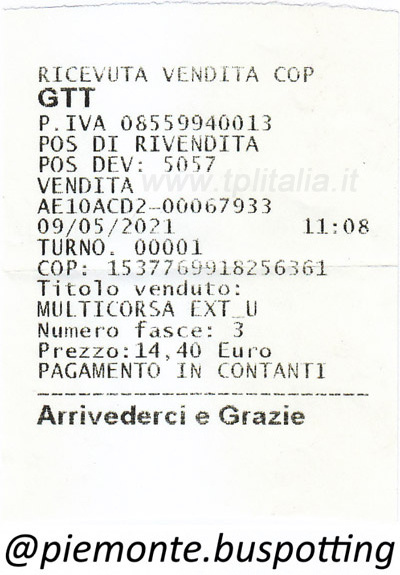 RICEVUTA VENDITA COP
GTT
P.IVA 08559940013
POS DI RIVENDITA
POS DEV: 5057
VENDITA
www.tplitalia.it
AE10ACD2-00067933
09/05/2021 11:08
TURNO. 00001
COP: 1537769918256361
Titolo venduto:
MULTICORSA EXT_U
Numero fasce: 3
Prezzo:14,40 Euro
PAGAMENTO IN CONTANTI
Arrivederci e Grazie
@piemonte.buspotting